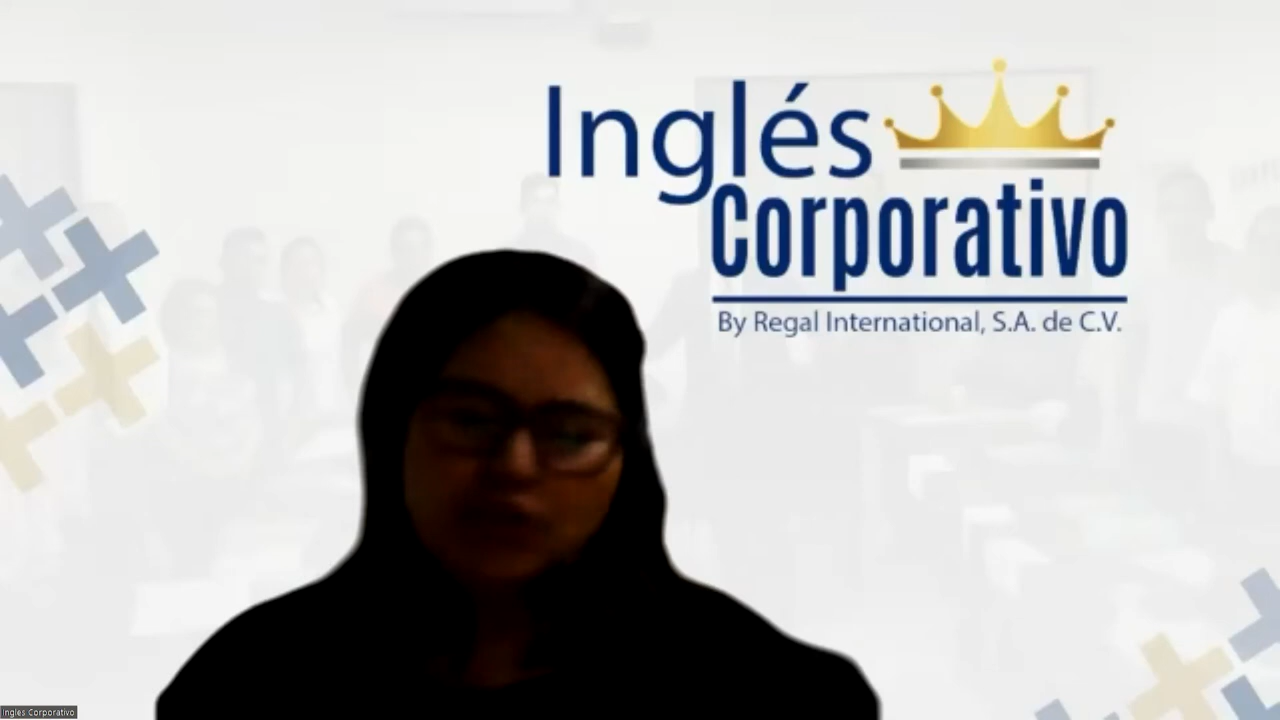 Inglés
Corporativo
By Regal International, S.A. de C.V.
Ingles Corporativo